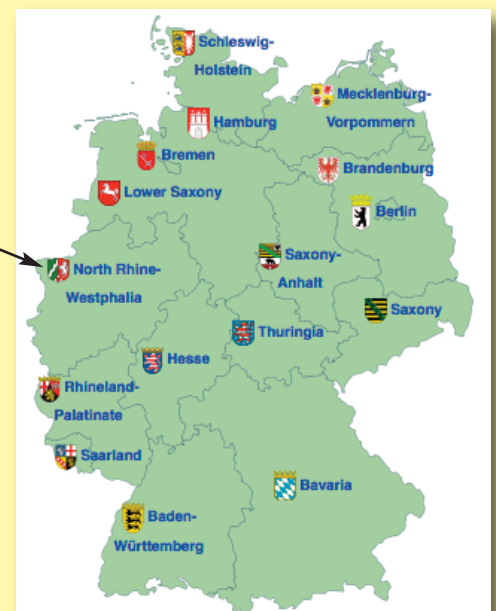 Schleswig-
Holstein
Mecklenburg-
Vorpommern
Hamburg
Bremen
Brandenburg
Lower Saxony
Berlin
Saxony-
Anhalt
North Rhine-
Westphalia
Saxony
Thuringia
Hesse
Rhineland-
Palatinate
Saarland
Bavaria
Baden-
Württemberg